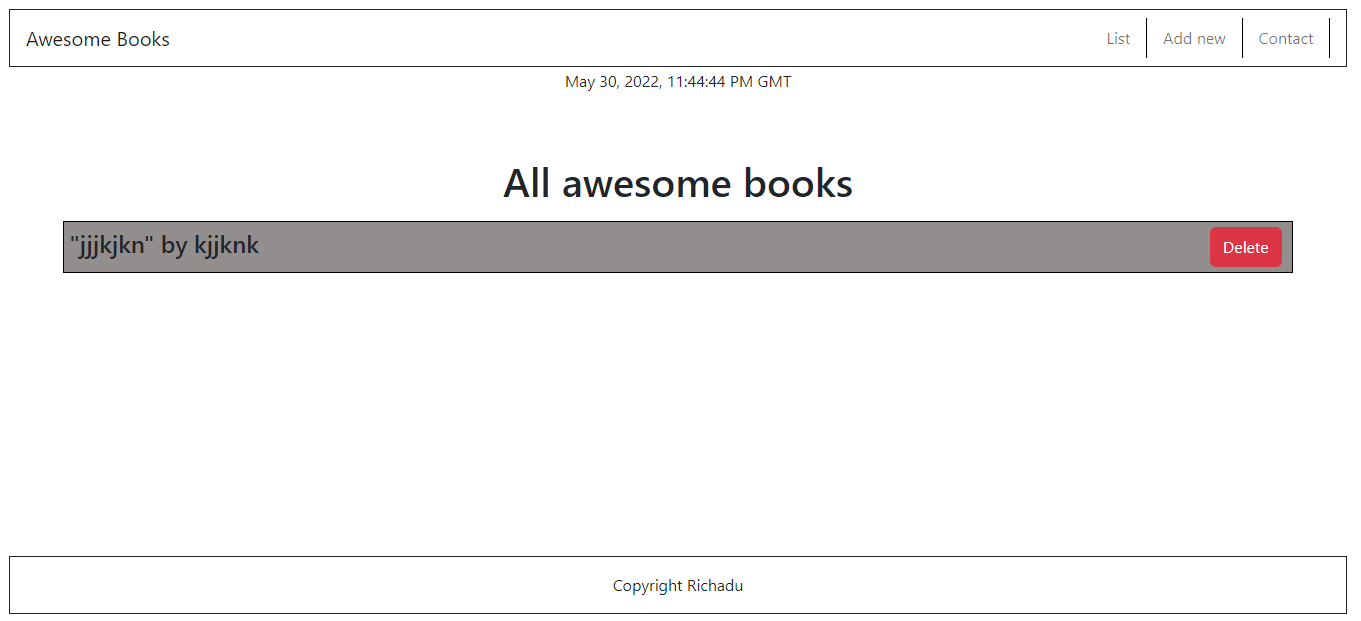 Awesome Books
List
Add new
Contact
May 30, 2022, 11:44:44 PM GMT
All awesome books
"jjjkjkn" by kjjknk
Delete
Copyright Richadu